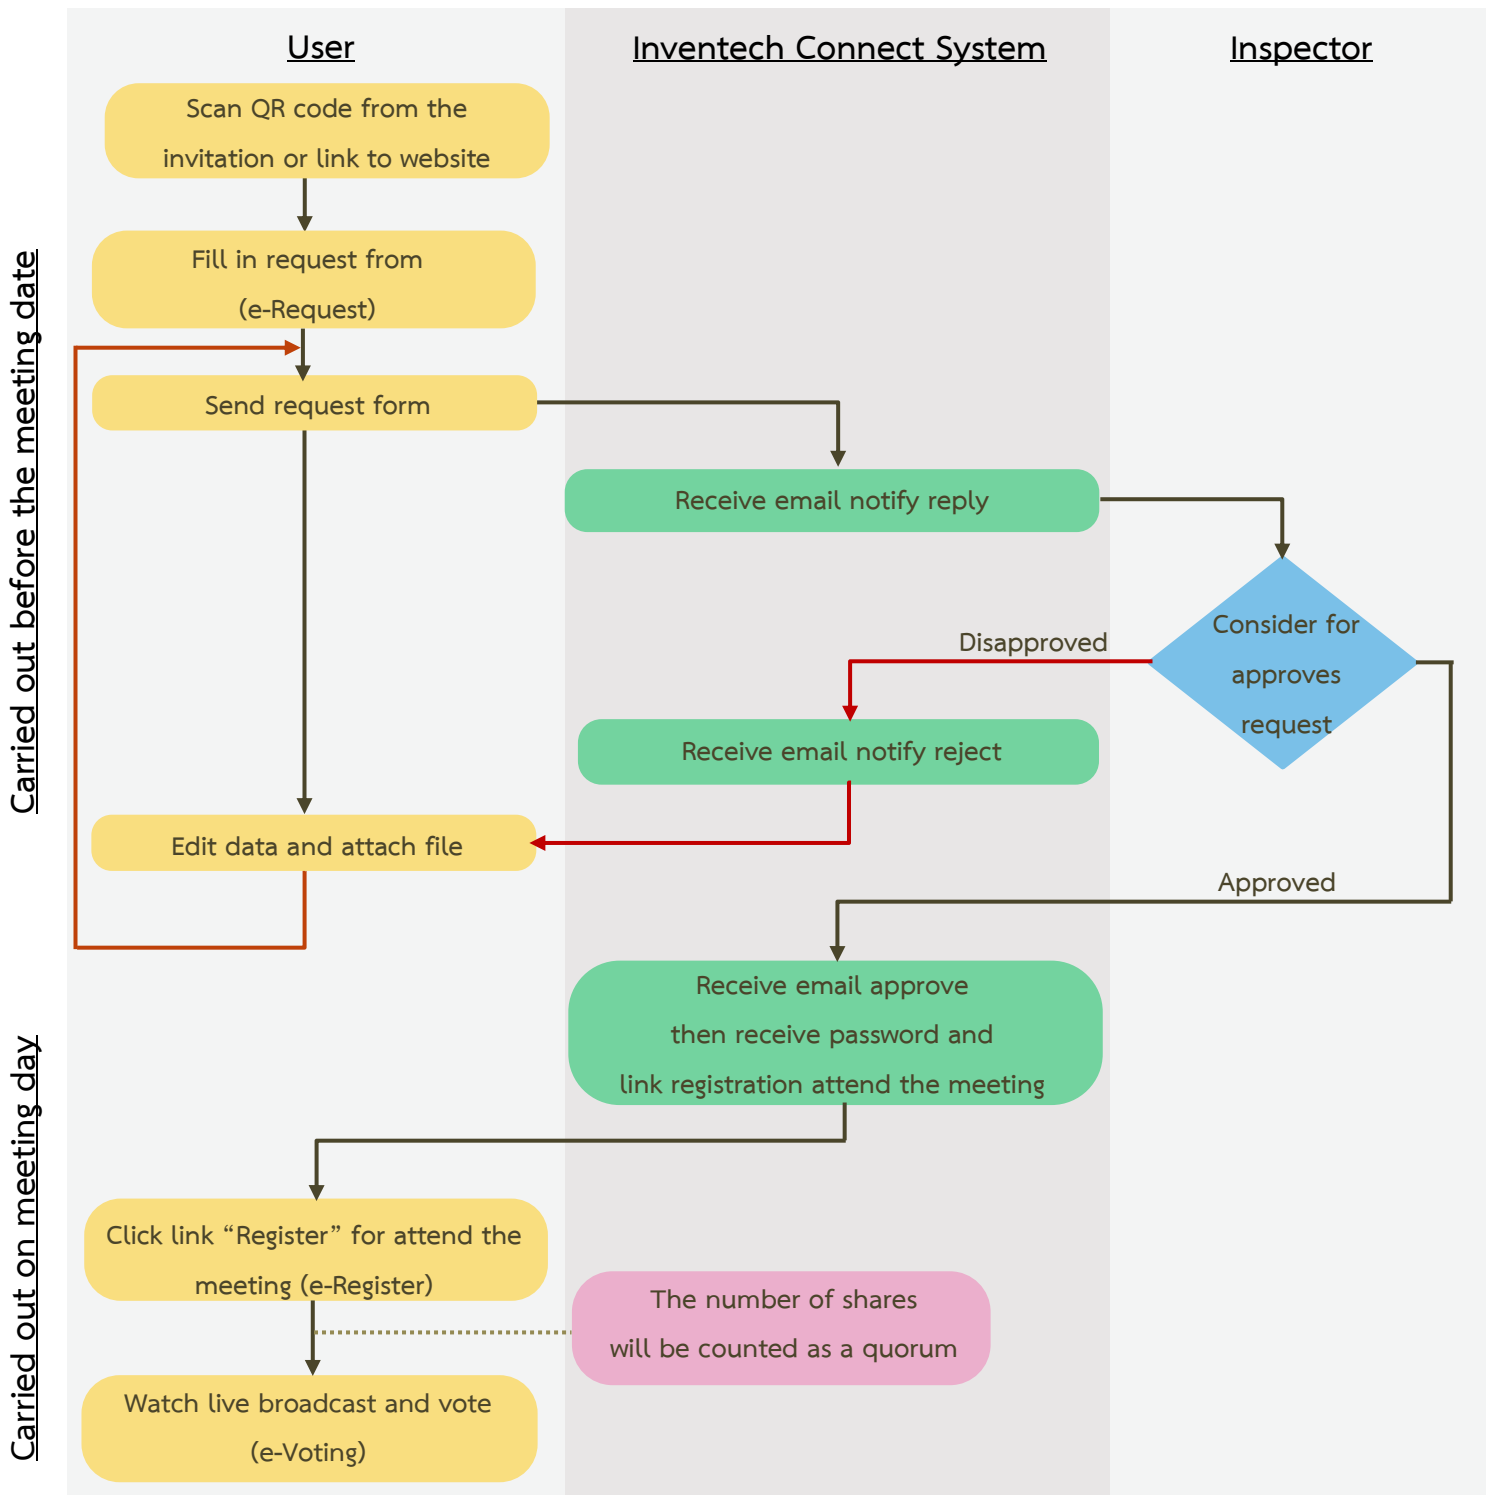 User
Inventech Connect System
Inspector
Carried out before the meeting date
Scan QR code from the
invitation or link to website
Fill in request from
(e-Request)
Send request form
Receive email notify reply
Consider for
approves
request
Disapproved
Receive email notify reject
Edit data and attach file
Approved
Receive email approve
then receive password and
link registration attend the meeting
Carried out on meeting day
Click link “Register” for attend the
meeting (e-Register)
The number of shares
will be counted as a quorum
Watch live broadcast and vote
(e-Voting)